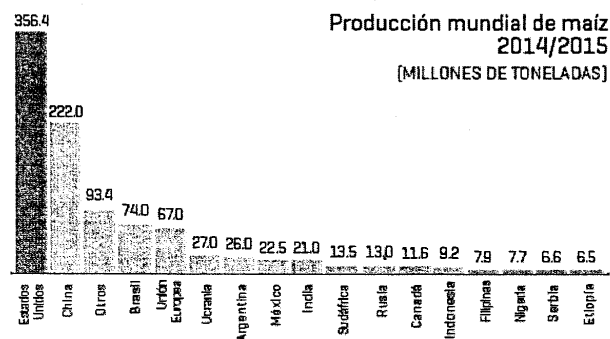 Producción mundial de maíz
2014/2015
(MILLONES DE TONELADAS)
356.4
222.0
93.4
74.0
67.0
27.0
26.0
22.5
21.0
13.5
13.0
11.6
9.2
7.9
7.7
6.6
6.5
Estados
Unidos
China
Otros
Brasil
Unión
Europea
Ucrania
Argentina
México
India
Sudáfrica
Rusia
Canadá
Indonesia
Filipinas
Nigeria
Serbia
Etiopía